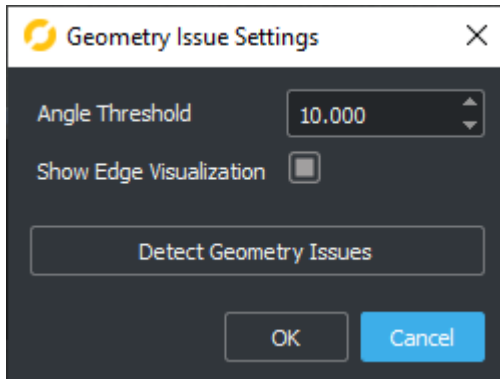 Geometry Issue Settings
Angle Threshold 10.000
Show Edge Visualization
Detect Geometry Issues
OK Cancel